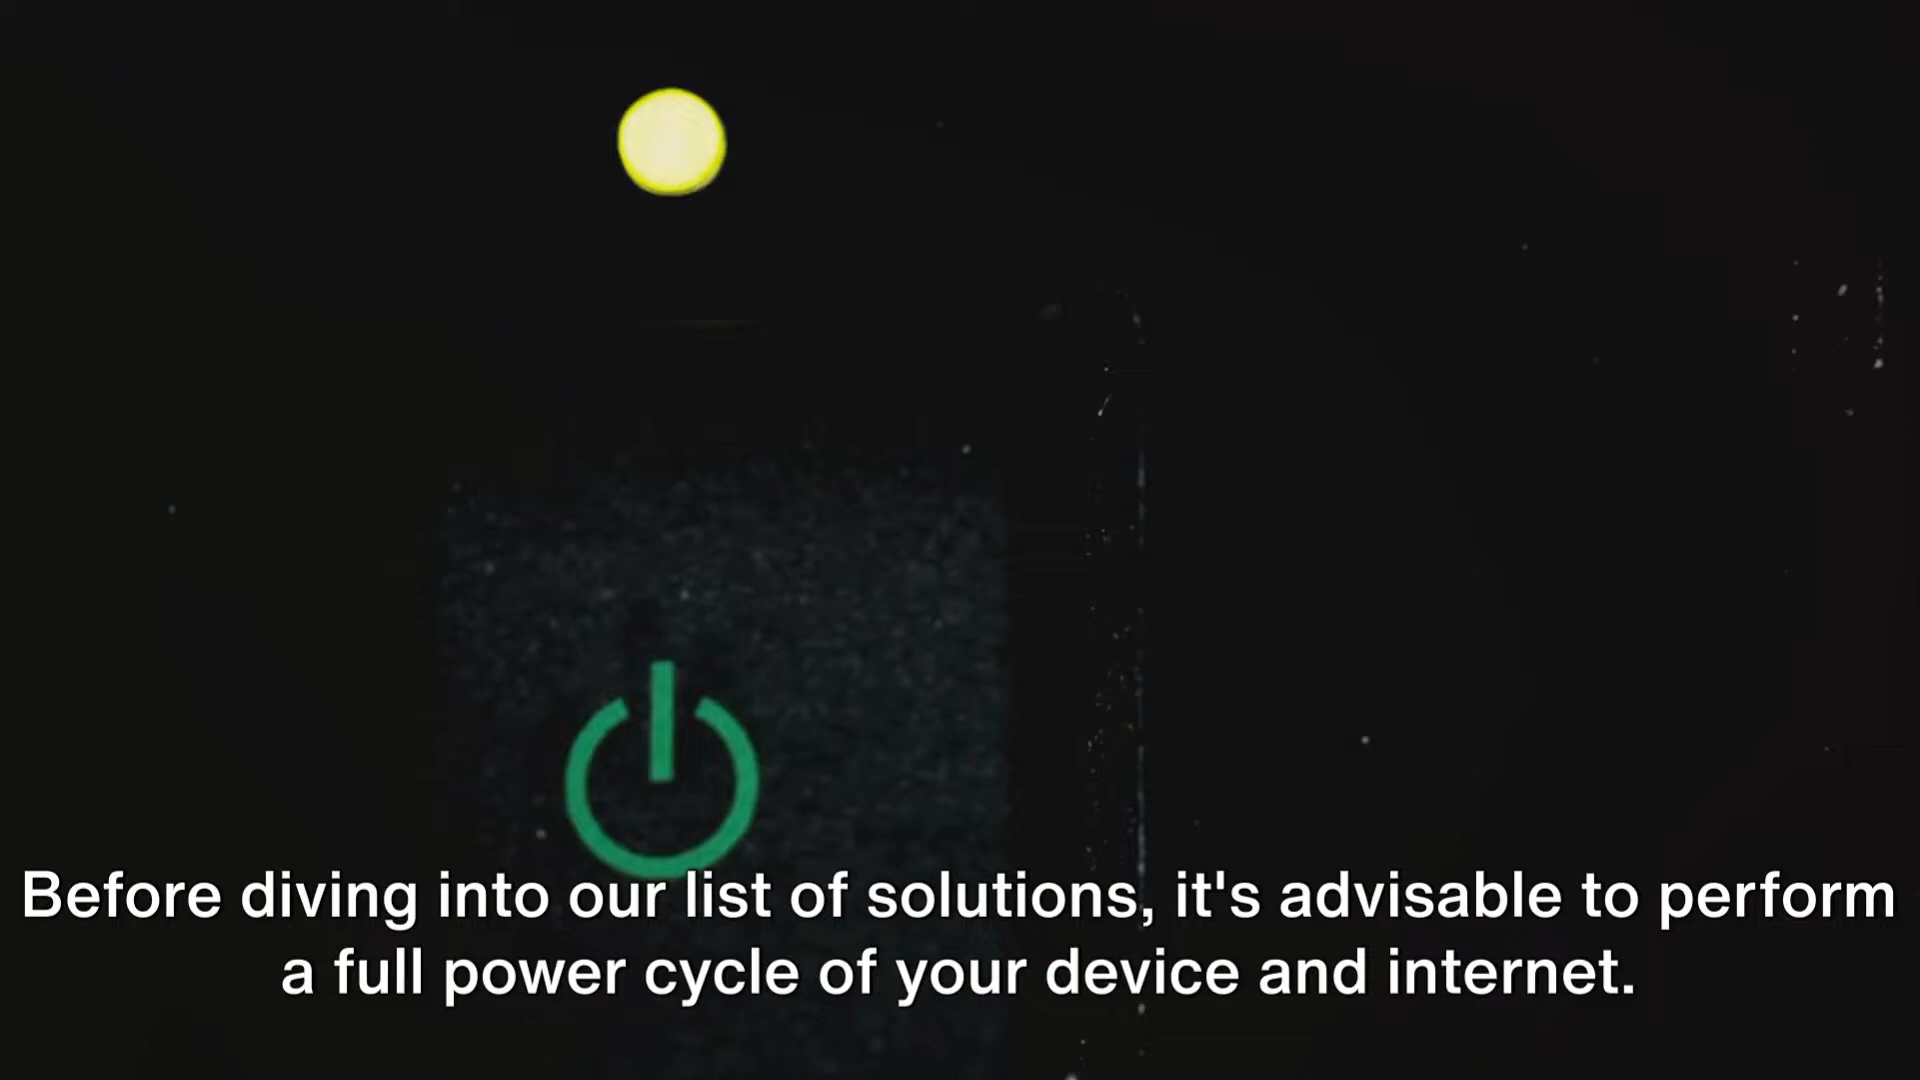 Before diving into our list of solutions, it's advisable to perform
a full power cycle of your device and internet.